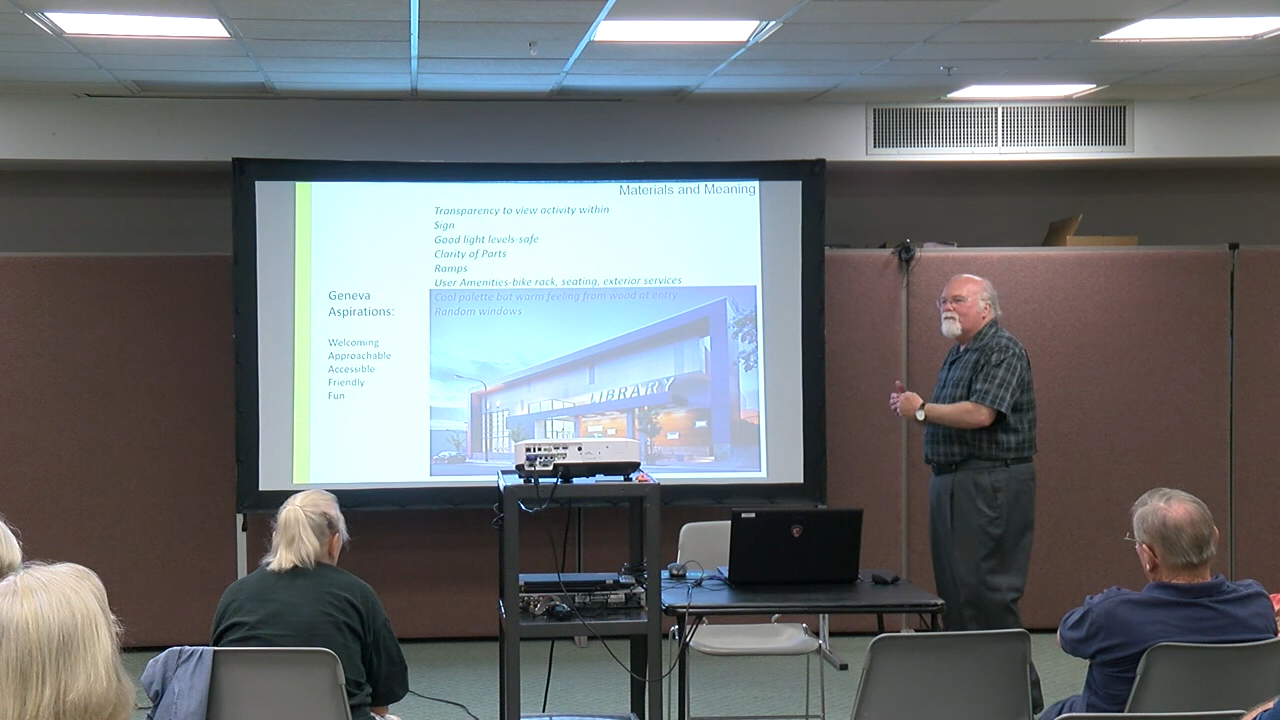 Materials and Meaning
Transparency to view activity within
Sign
Good light levels-safe
Clarity of Parts
Ramps
User Amenities-bike rack, seating, exterior services
Cool palette but warm feeling from wood at entry
Random windows
Geneva
Aspirations:
Welcoming
Approachable
Accessible
Friendly
Fun
LIBRARY